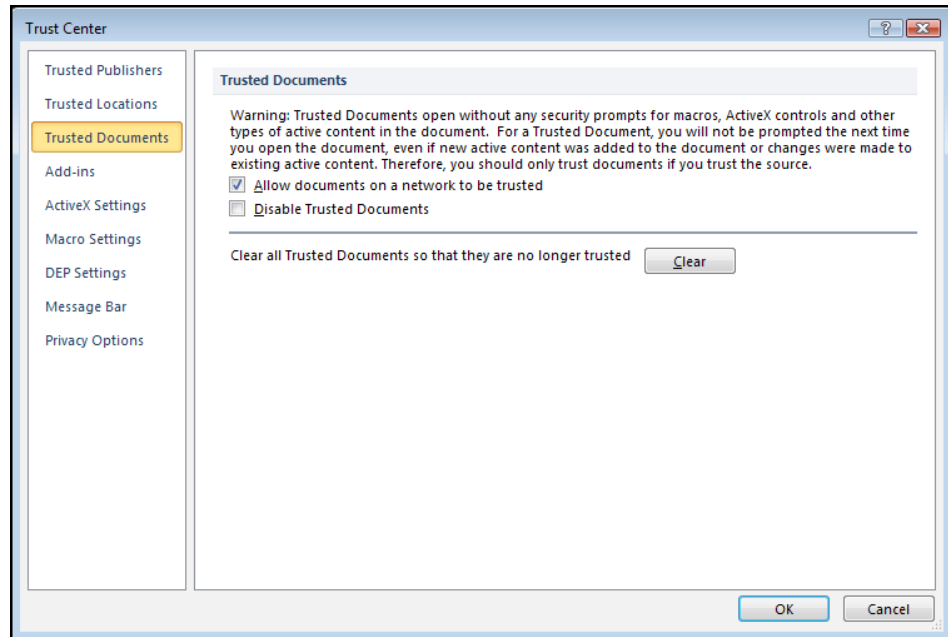 Trust Center
Trusted Publishers
Trusted Locations
Trusted Documents
Add-ins
ActiveX Settings
Macro Settings
DEP Settings
Message Bar
Privacy Options
Trusted Documents
Warning: Trusted Documents open without any security prompts for macros, ActiveX controls and other
types of active content in the document.  For a Trusted Document, you will not be prompted the next time
you open the document, even if new active content was added to the document or changes were made to
existing active content. Therefore, you should only trust documents if you trust the source.
Allow documents on a network to be trusted
Disable Trusted Documents
Clear all Trusted Documents so that they are no longer trusted
Clear
OK
Cancel